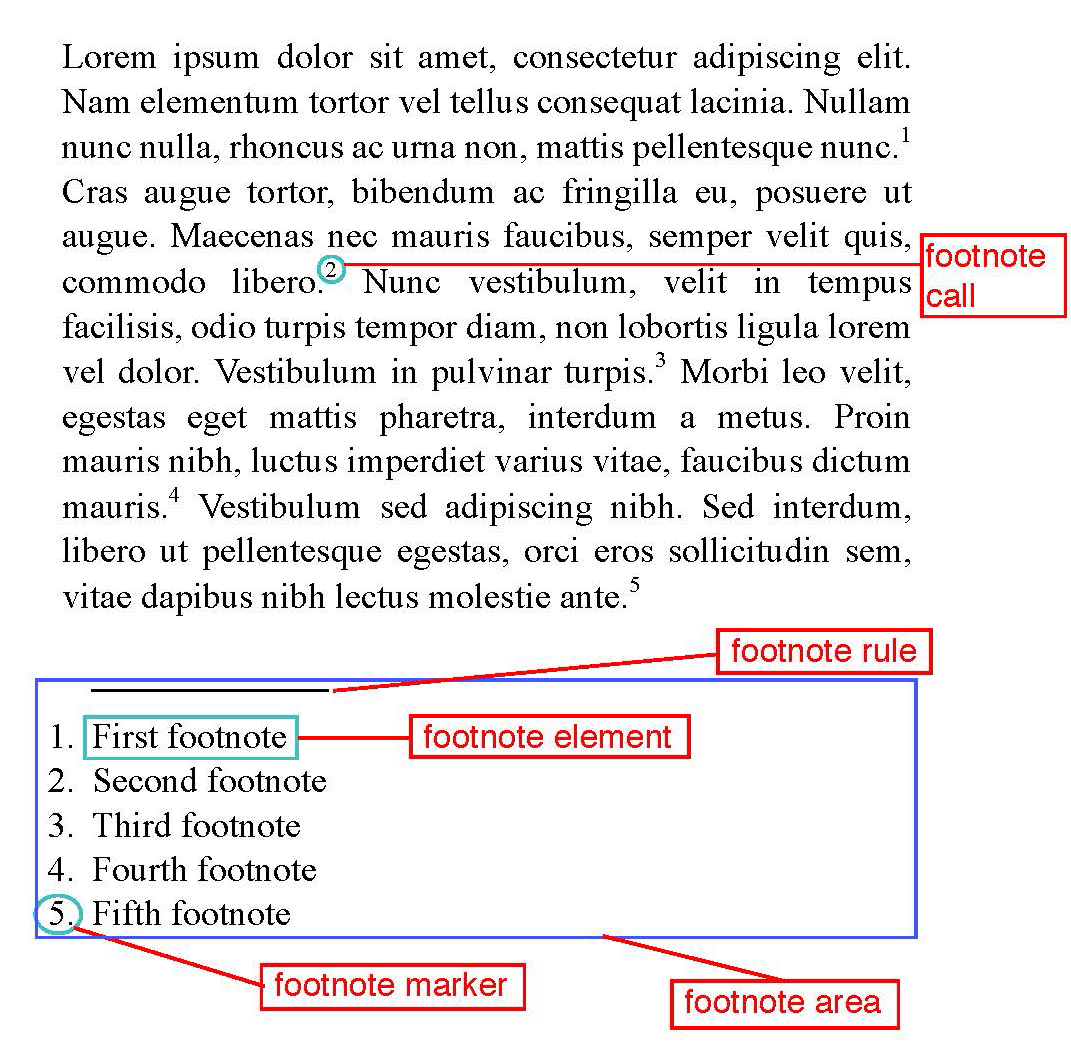 Lorem ipsum dolor sit amet, consectetur adipiscing elit.
Nam elementum tortor vel tellus consequat lacinia. Nullam
nunc nulla, rhoncus ac urna non, mattis pellentesque nunc.1
Cras augue tortor, bibendum ac fringilla eu, posuere ut
augue. Maecenas nec mauris faucibus, semper velit quis,
commodo libero.2 Nunc vestibulum, velit in tempus
footnote
call
facilisis, odio turpis tempor diam, non lobortis ligula lorem
vel dolor. Vestibulum in pulvinar turpis.3 Morbi leo velit,
egestas eget mattis pharetra, interdum a metus. Proin
mauris nibh, luctus imperdiet varius vitae, faucibus dictum
mauris.4 Vestibulum sed adipiscing nibh. Sed interdum,
libero ut pellentesque egestas, orci eros sollicitudin sem,
vitae dapibus nibh lectus molestie ante.5
footnote rule
1. First footnote
footnote element
2. Second footnote
3. Third footnote
4. Fourth footnote
5. Fifth footnote
footnote marker
footnote area